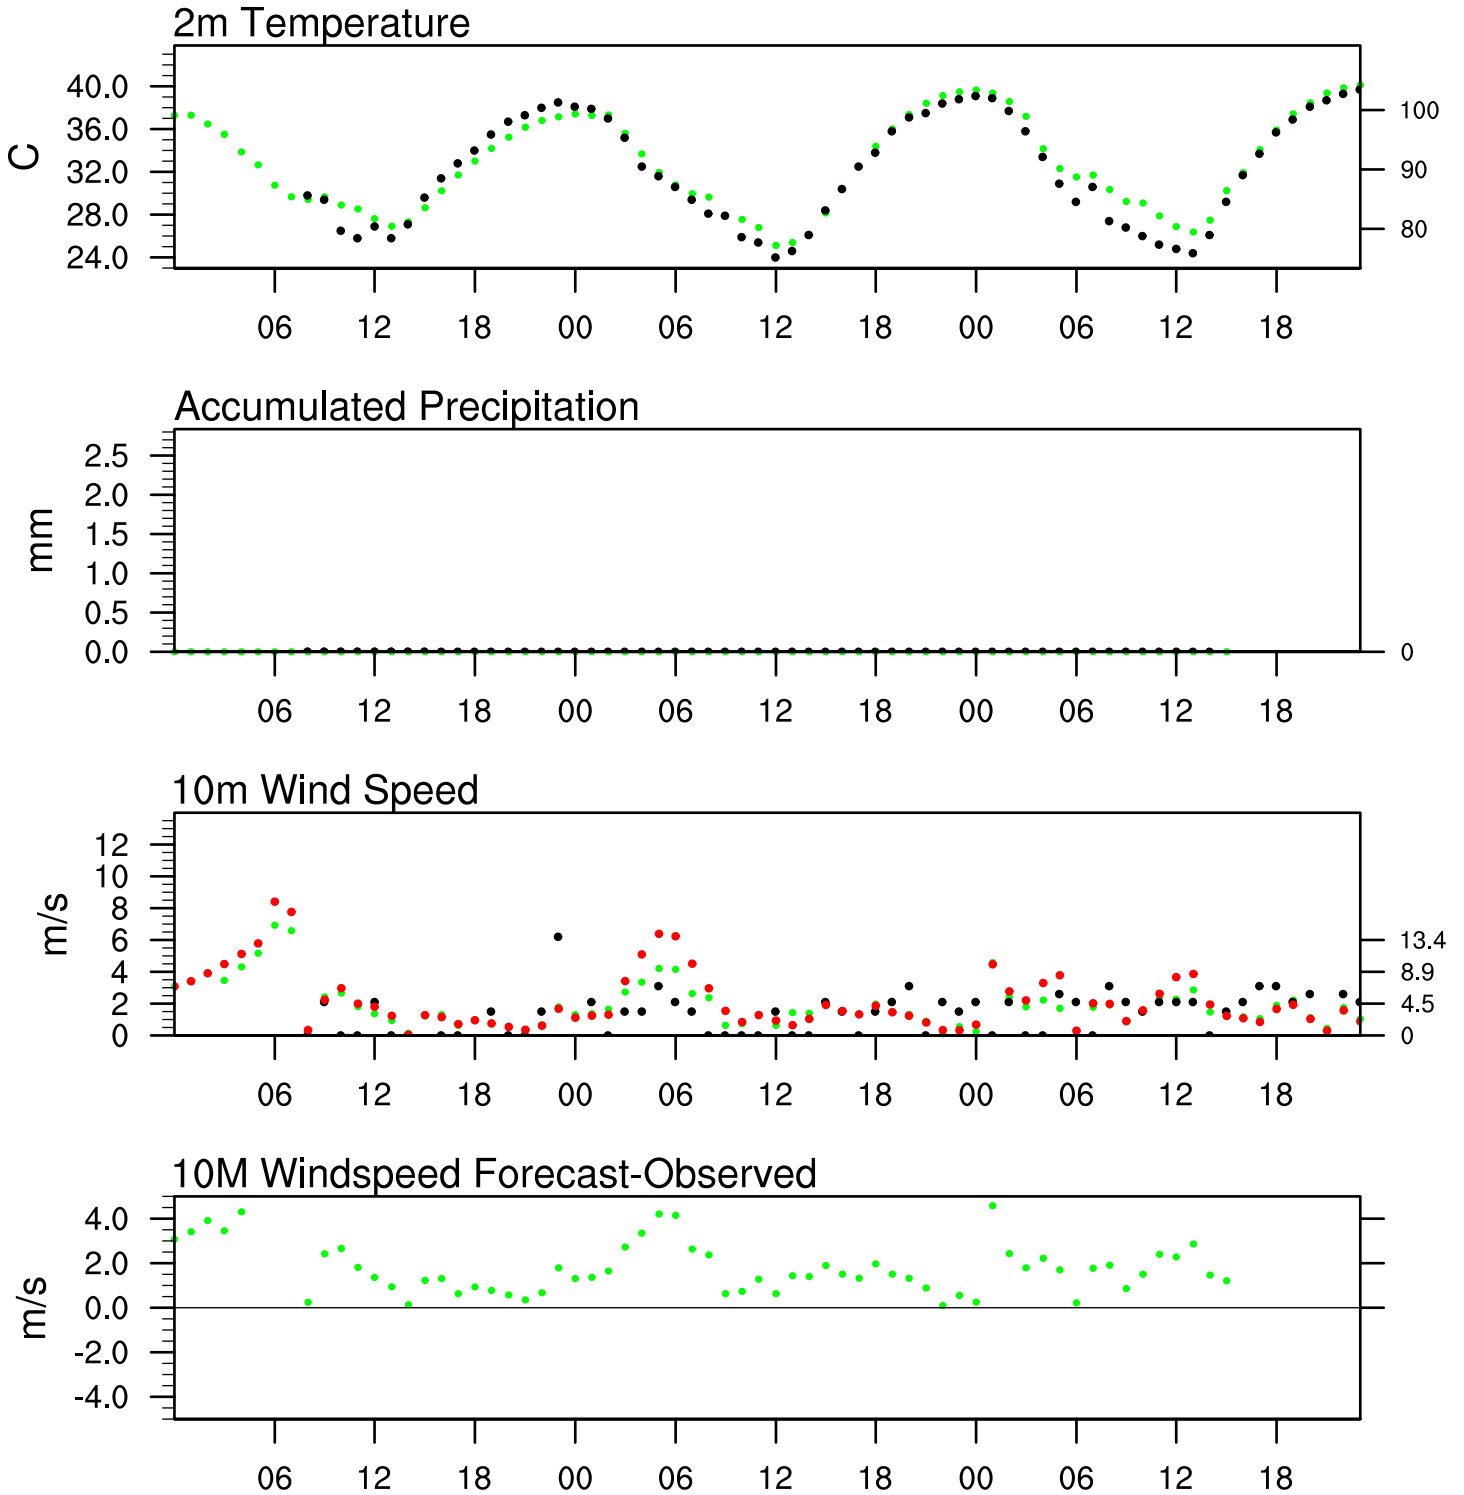 2m Temperature
C
40.0
36.0
32.0
28.0
24.0
100
90
80
06 12 18 00 06 12 18 00 06 12 18
Accumulated Precipitation
mm
2.5
2.0
1.5
1.0
0.5
0.0
0
06 12 18 00 06 12 18 00 06 12 18
10m Wind Speed
m/s
12
10
8
6
4
2
0
13.4
8.9
4.5
0
06 12 18 00 06 12 18 00 06 12 18
10M Windspeed Forecast-Observed
m/s
4.0
2.0
0.0
-2.0
-4.0
06 12 18 00 06 12 18 00 06 12 18